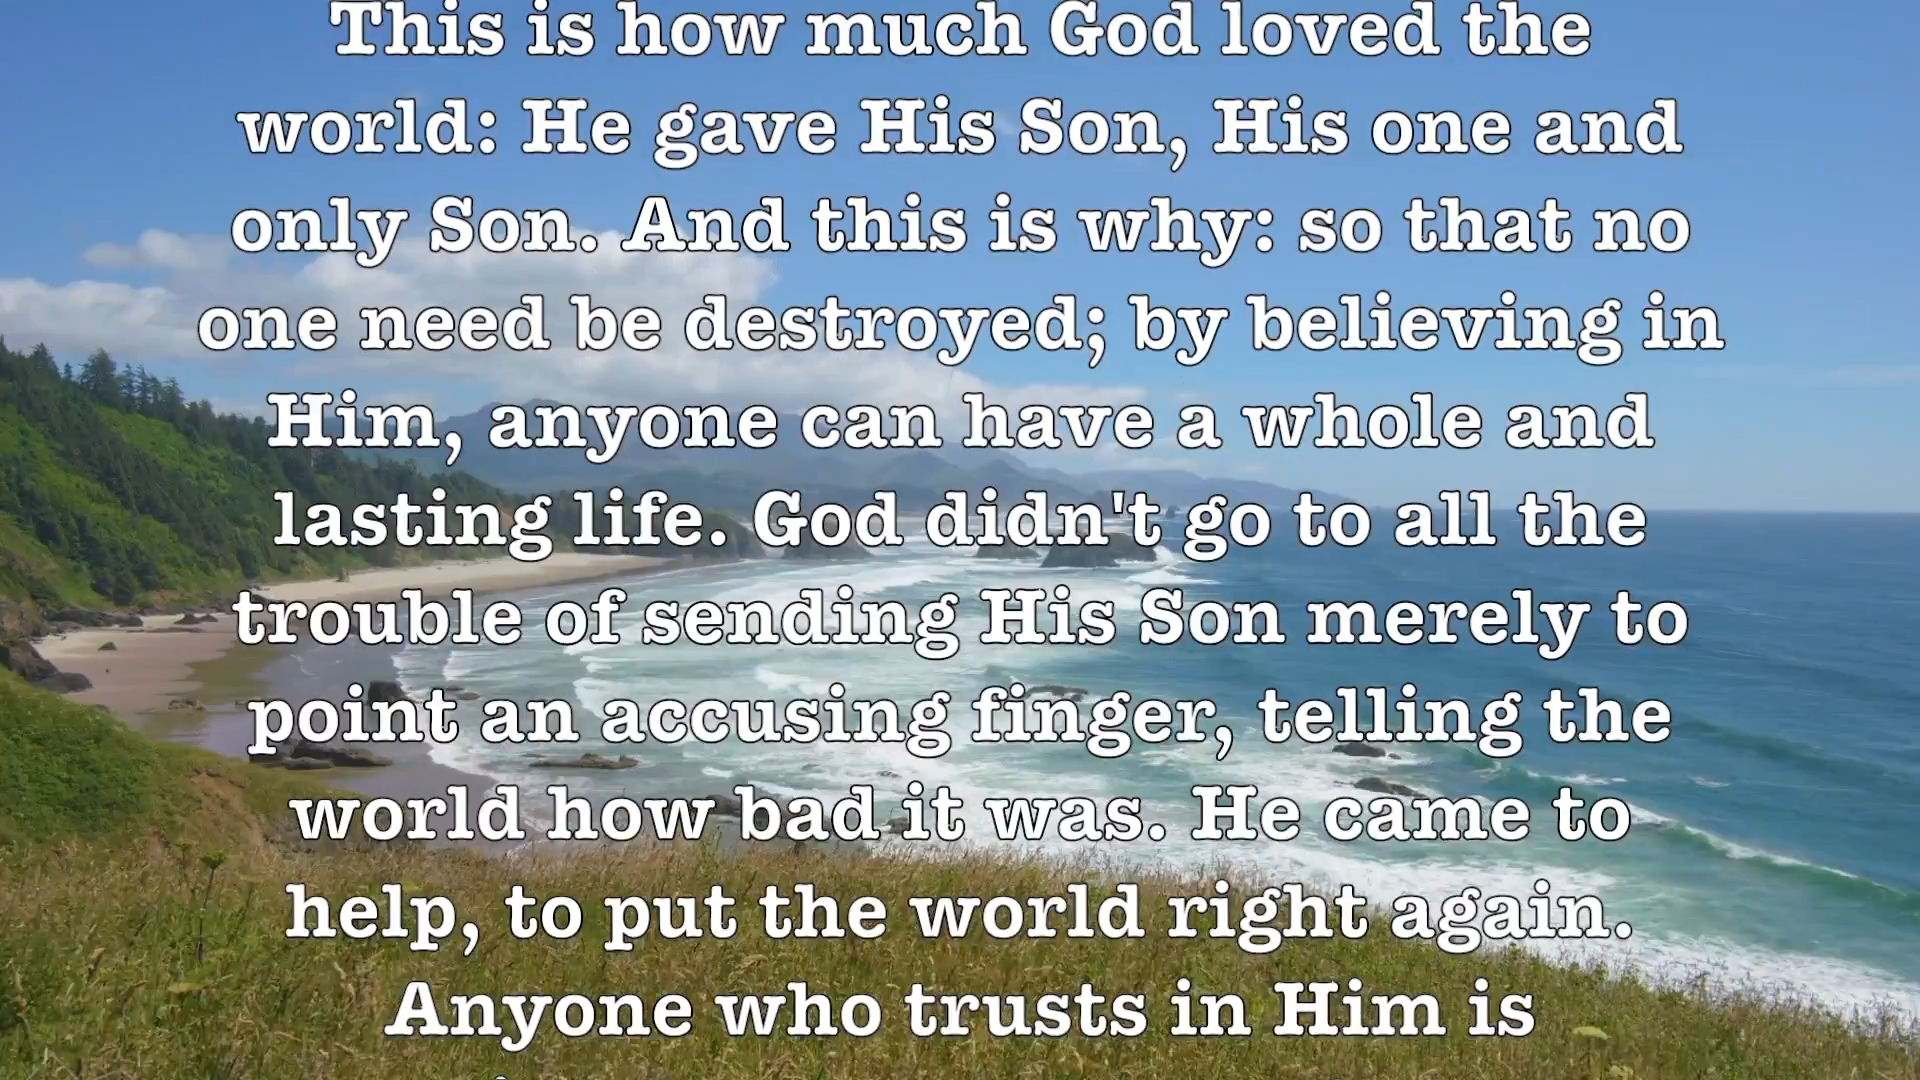 This is how much God loved the
world: He gave His Son, His one and
only Son. And this is why: so that no
one need be destroyed; by believing in
Him, anyone can have a whole and
lasting life. God didn't go to all the
trouble of sending His Son merely to
point an accusing finger, telling the
world how bad it was. He came to
help, to put the world right again.
Anyone who trusts in Him is